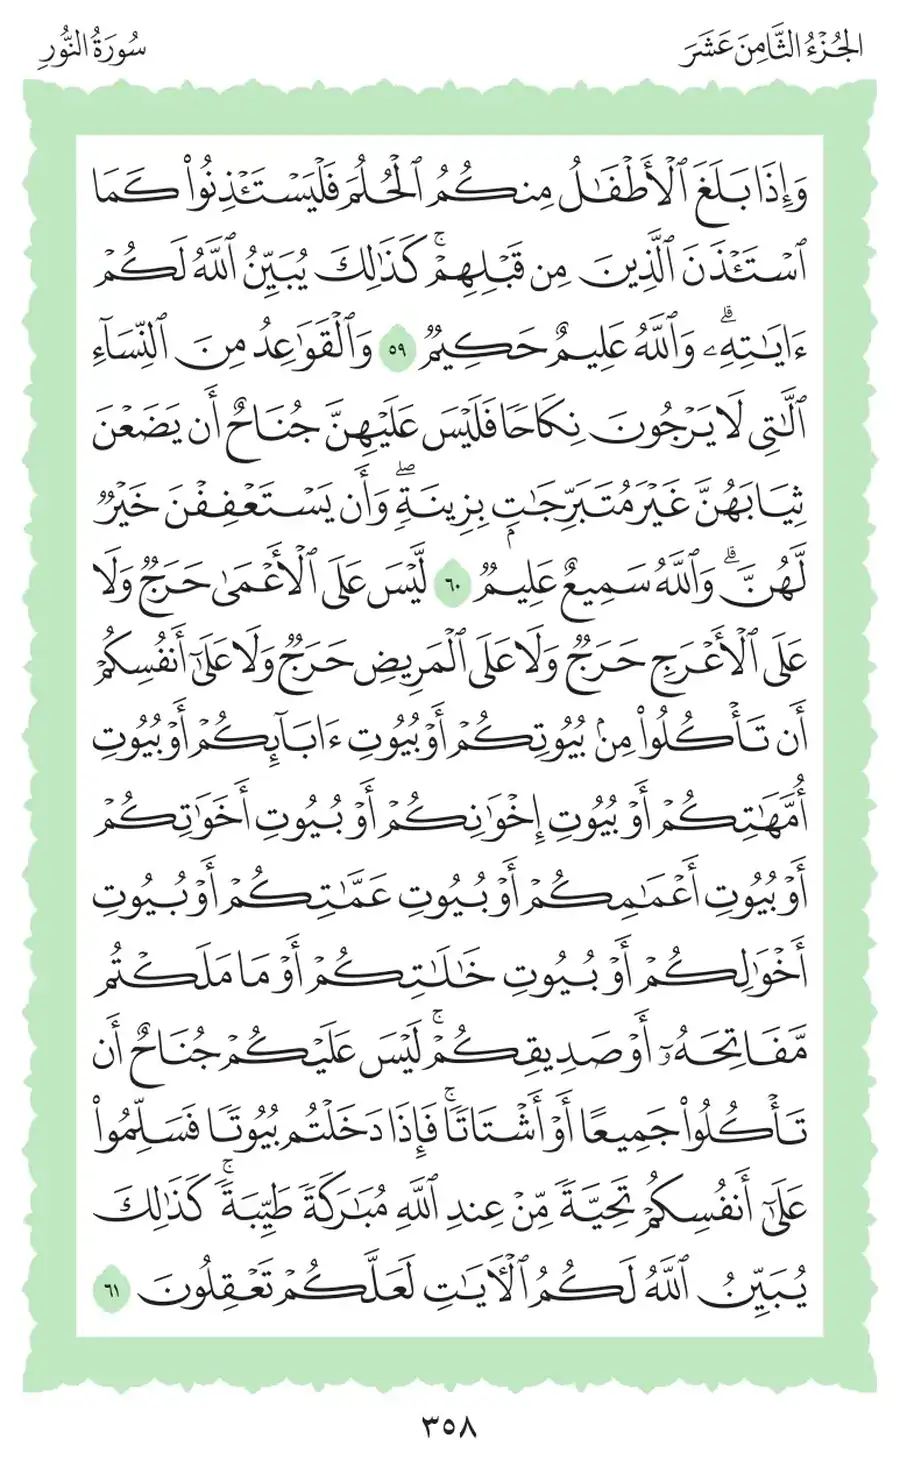 الجُزْءُ الثَّامِنَ عَشَرَ
سُورَةُ النُّورِ
وَإِذَا بَلَغَ ٱلْأَطْفَٰلُ مِنكُمُ ٱلْحُلُمَ فَلْيَسْتَـْٔذِنُوا۟ كَمَا
ٱسْتَـْٔذَنَ ٱلَّذِينَ مِن قَبْلِهِمْ ۚ كَذَٰلِكَ يُبَيِّنُ ٱللَّهُ لَكُمْ
ءَايَٰتِهِۦ ۗ وَٱللَّهُ عَلِيمٌ حَكِيمٌ ٥٩ وَٱلْقَوَٰعِدُ مِنَ ٱلنِّسَآءِ
ٱلَّٰتِى لَا يَرْجُونَ نِكَاحًا فَلَيْسَ عَلَيْهِنَّ جُنَاحٌ أَن يَضَعْنَ
ثِيَابَهُنَّ غَيْرَ مُتَبَرِّجَٰتٍۭ بِزِينَةٍ ۖ وَأَن يَسْتَعْفِفْنَ خَيْرٌ
لَّهُنَّ ۗ وَٱللَّهُ سَمِيعٌ عَلِيمٌ ٦٠ لَّيْسَ عَلَى ٱلْأَعْمَىٰ حَرَجٌ وَلَا
عَلَى ٱلْأَعْرَجِ حَرَجٌ وَلَا عَلَى ٱلْمَرِيضِ حَرَجٌ وَلَا عَلَىٰٓ أَنفُسِكُمْ
أَن تَأْكُلُوا۟ مِنۢ بُيُوتِكُمْ أَوْ بُيُوتِ ءَابَآئِكُمْ أَوْ بُيُوتِ
أُمَّهَٰتِكُمْ أَوْ بُيُوتِ إِخْوَٰنِكُمْ أَوْ بُيُوتِ أَخَوَٰتِكُمْ
أَوْ بُيُوتِ أَعْمَٰمِكُمْ أَوْ بُيُوتِ عَمَّٰتِكُمْ أَوْ بُيُوتِ
أَخْوَٰلِكُمْ أَوْ بُيُوتِ خَٰلَٰتِكُمْ أَوْ مَا مَلَكْتُم
مَّفَاتِحَهُۥٓ أَوْ صَدِيقِكُمْ ۚ لَيْسَ عَلَيْكُمْ جُنَاحٌ أَن
تَأْكُلُوا۟ جَمِيعًا أَوْ أَشْتَاتًا ۚ فَإِذَا دَخَلْتُم بُيُوتًا فَسَلِّمُوا۟
عَلَىٰٓ أَنفُسِكُمْ تَحِيَّةً مِّنْ عِندِ ٱللَّهِ مُبَٰرَكَةً طَيِّبَةً ۚ كَذَٰلِكَ
يُبَيِّنُ ٱللَّهُ لَكُمُ ٱلْـَٔايَٰتِ لَعَلَّكُمْ تَعْقِلُونَ ٦١
٣٥٨